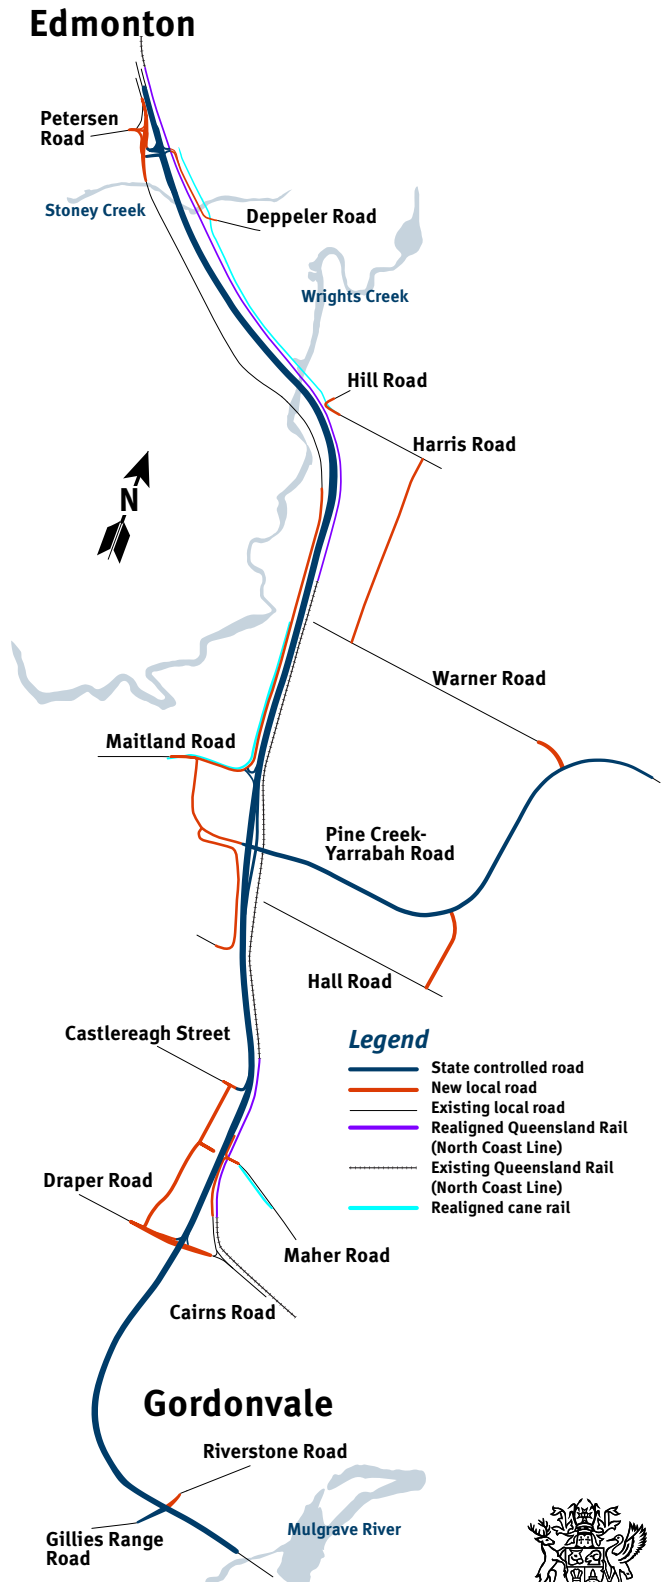 Edmonton
Petersen
Road
Stoney Creek
Deppeler Road
Wrights Creek
Hill Road
Harris Road
N
Warner Road
Maitland Road
Pine Creek-
Yarrabah Road
Hall Road
Castlereagh Street
Legend
State controlled road
New local road
Existing local road
Realigned Queensland Rail
(North Coast Line)
Existing Queensland Rail
(North Coast Line)
Realigned cane rail
Draper Road
Maher Road
Cairns Road
Gordonvale
Riverstone Road
Mulgrave River
Gillies Range
Road